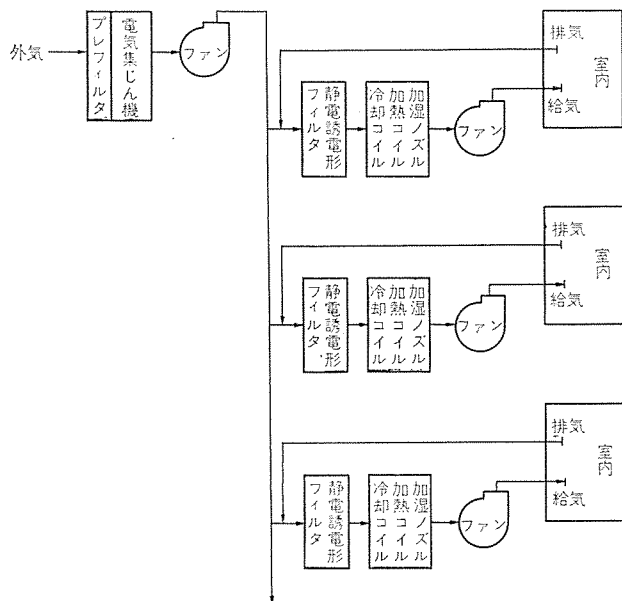 外気
プレフィルタ
電気集じん機
ファン
フィルタ
静電誘電形
冷却コイル
加熱コイル
加湿ノズル
ファン
排気
給気
室内
フィルタ
静電誘電形
冷却コイル
加熱コイル
加湿ノズル
ファン
排気
給気
室内
フィルタ
静電誘電形
冷却コイル
加熱コイル
加湿ノズル
ファン
排気
給気
室内